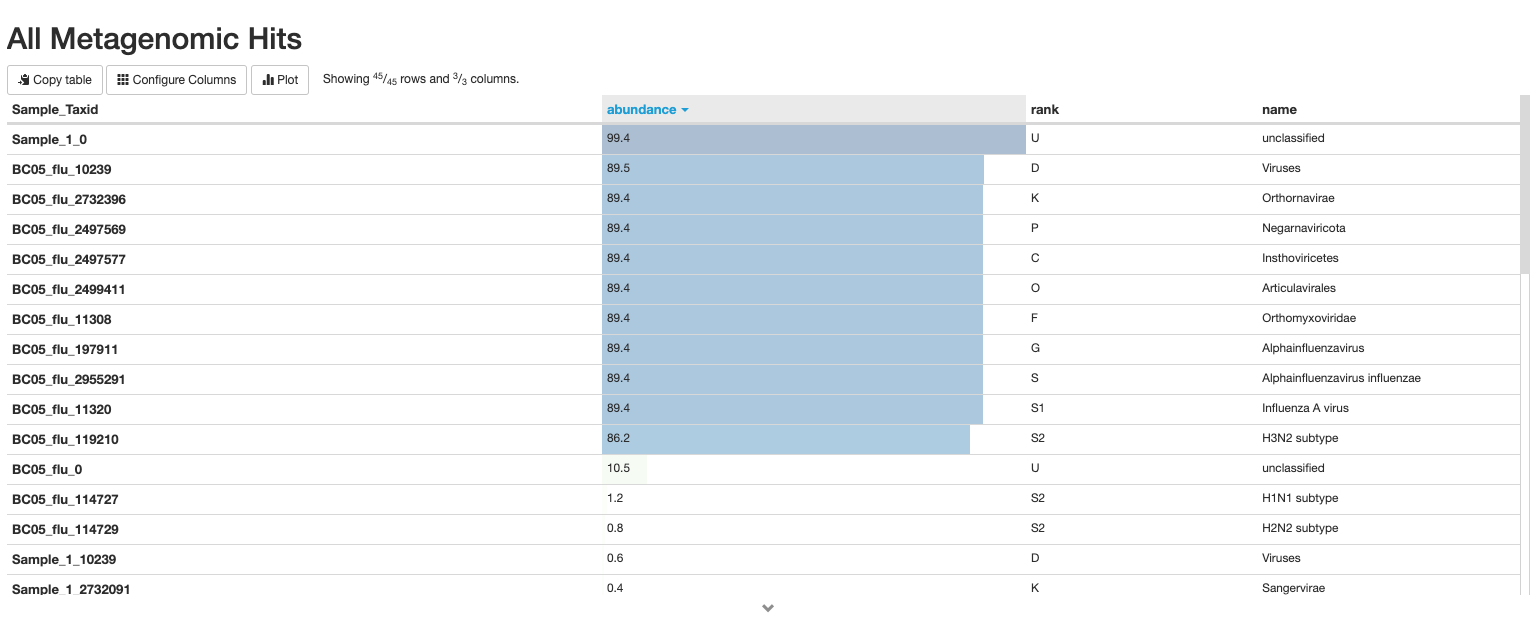 All Metagenomic Hits
Copy table Configure Columns Plot Showing 45/45 rows and 3/3 columns.
Sample_Taxid abundance rank name
Sample_1_0 99.4 U unclassified
BC05_flu_10239 89.5 D Viruses
BC05_flu_2732396 89.4 K Orthornavirae
BC05_flu_2497569 89.4 P Negarnaviricota
BC05_flu_2497577 89.4 C Insthoviricetes
BC05_flu_2499411 89.4 O Articulavirales
BC05_flu_11308 89.4 F Orthomyxoviridae
BC05_flu_197911 89.4 G Alphainfluenzavirus
BC05_flu_2955291 89.4 S Alphainfluenzavirus influenzae
BC05_flu_11320 89.4 S1 Influenza A virus
BC05_flu_119210 86.2 S2 H3N2 subtype
BC05_flu_0 10.5 U unclassified
BC05_flu_114727 1.2 S2 H1N1 subtype
BC05_flu_114729 0.8 S2 H2N2 subtype
Sample_1_10239 0.6 D Viruses
Sample_1_2732091 0.4 K Sangervirae